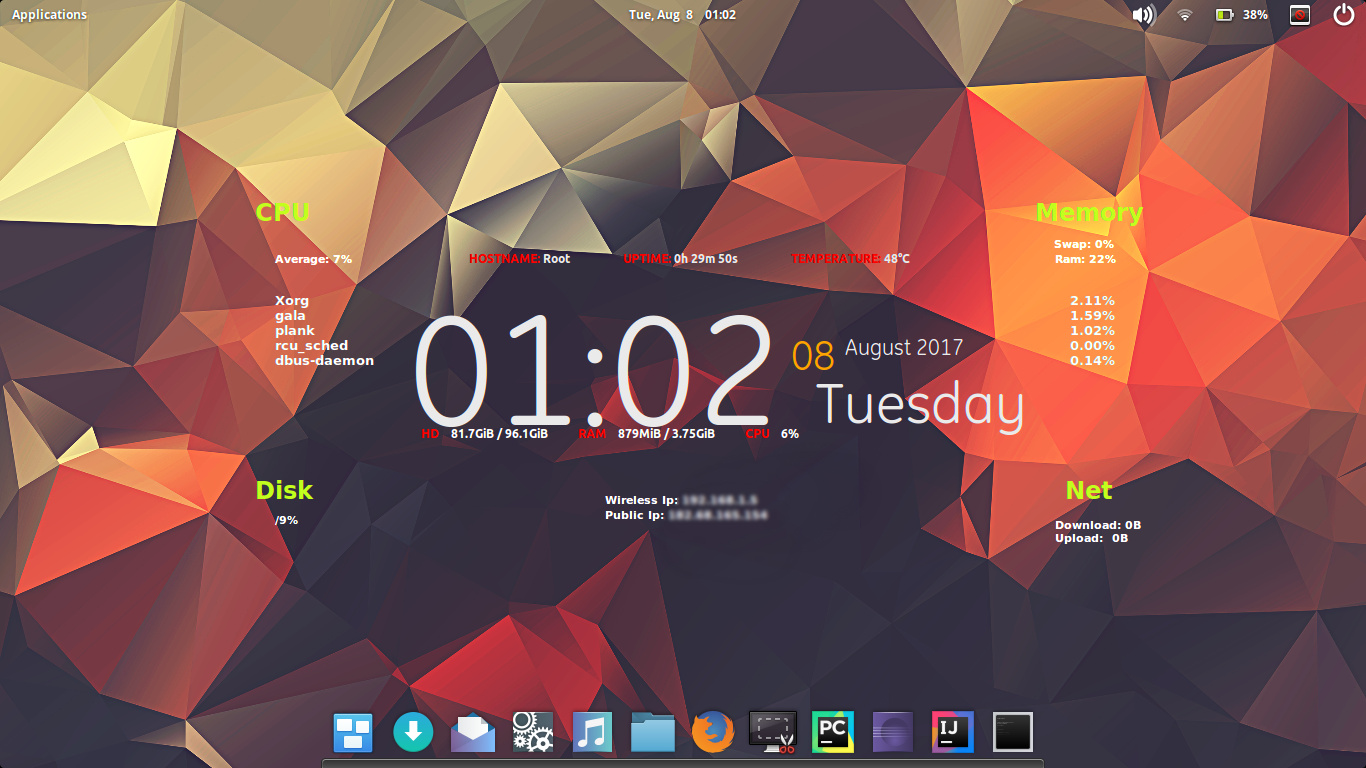 Applications
Tue, Aug 8 01:02
38%
CPU
Memory
Swap: 0%
Average: 7%
HOSTNAME: Root
UPTIME: 0h 29m 50s
TEMPERATURE: 48°C
Ram: 22%
Xorg
2.11%
gala
1.59%
plank
1.02%
rcu_sched
0.00%
dbus-daemon
0.14%
01:02
08
August 2017
Tuesday
HD 81.7GiB / 96.1GiB
RAM 879MiB / 3.75GiB
CPU 6%
Disk
Net
Wireless Ip:
Public Ip:
/9%
Download: 0B
Upload: 0B
PC
IJ